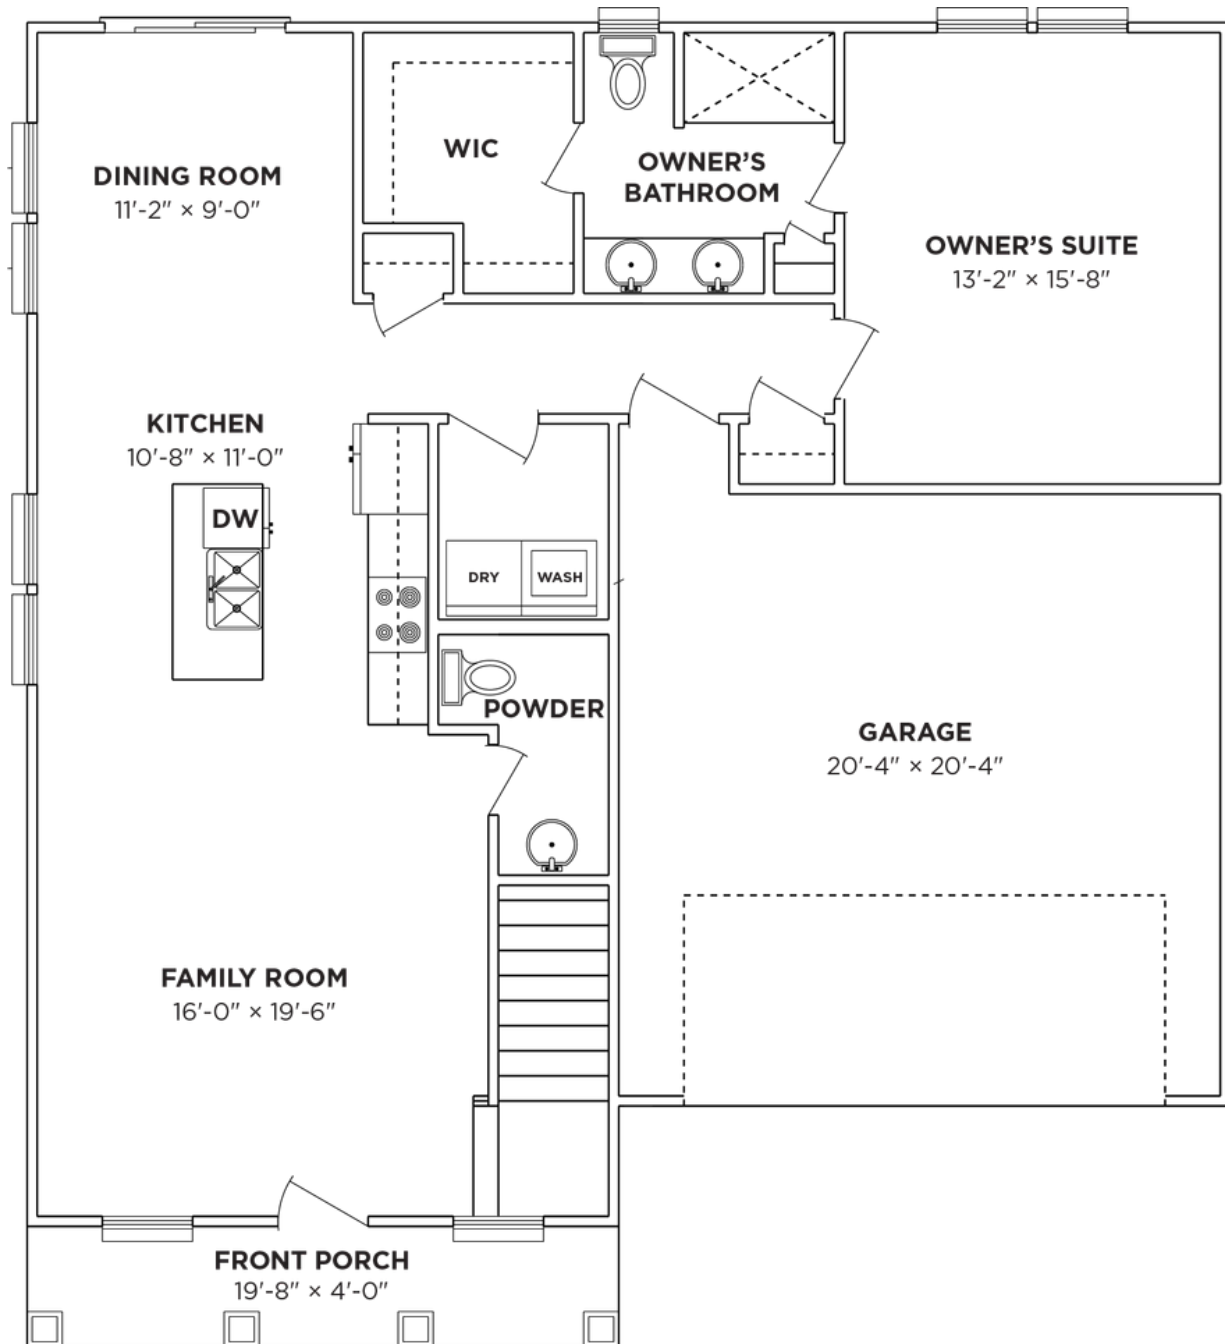 WIC
OWNER'S
BATHROOM
DINING ROOM
11'-2" × 9'-0"
OWNER'S SUITE
13'-2" × 15'-8"
KITCHEN
10'-8" × 11'-0"
DW
DRY
WASH
POWDER
GARAGE
20'-4" × 20'-4"
FAMILY ROOM
16'-0" × 19'-6"
FRONT PORCH
19'-8" × 4'-0"